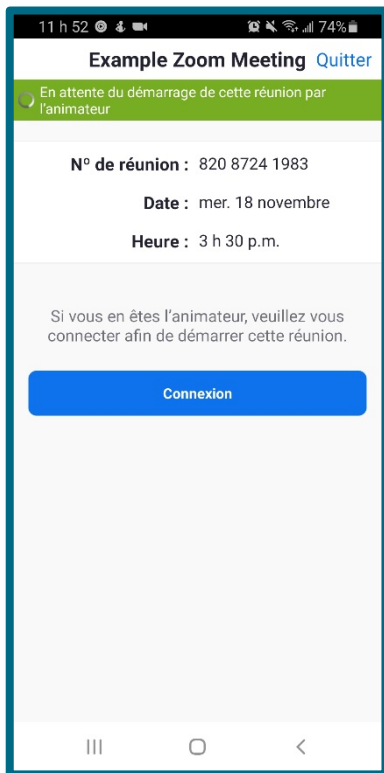 11 h 52 74%
Example Zoom Meeting Quitter
En attente du démarrage de cette réunion par
l'animateur
Nº de réunion : 820 8724 1983
Date : mer. 18 novembre
Heure : 3 h 30 p.m.
Si vous en êtes l'animateur, veuillez vous
connecter afin de démarrer cette réunion.
Connexion